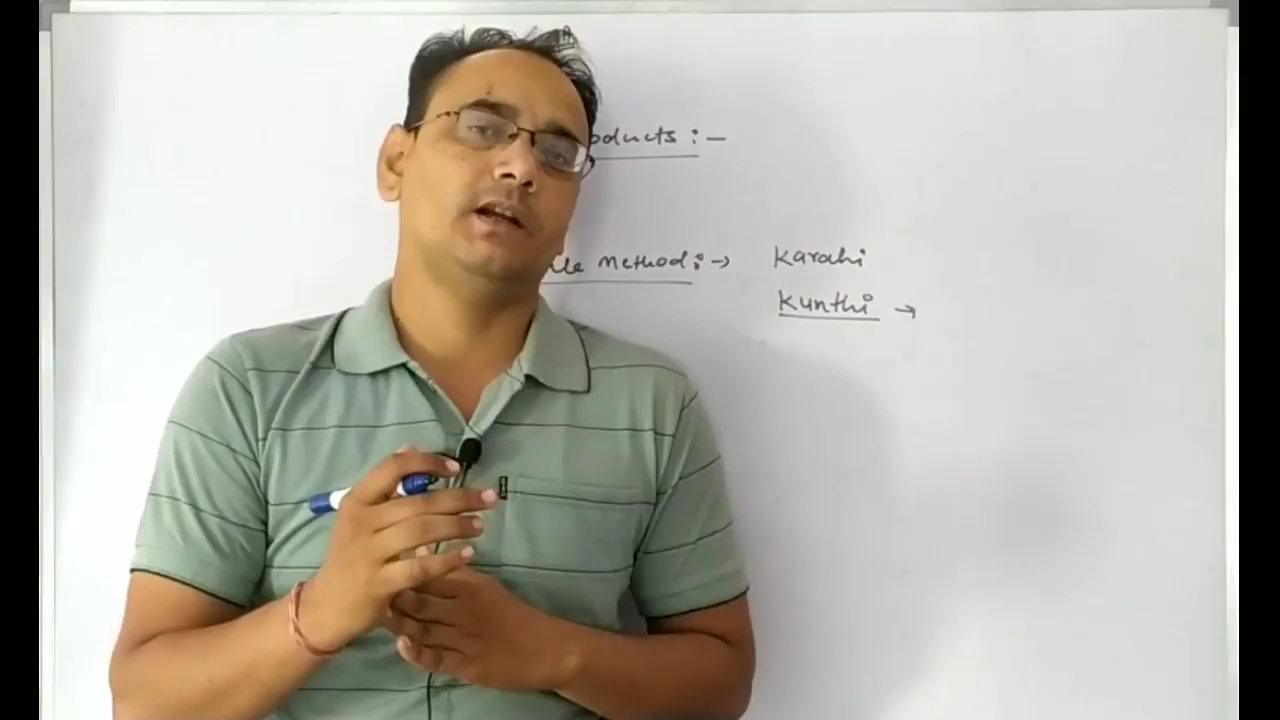 oducts :-
le Method :→ Karahi
Kunthi →